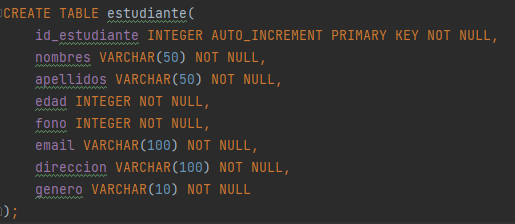 CREATE TABLE estudiante(
id_estudiante INTEGER AUTO_INCREMENT PRIMARY KEY NOT NULL,
nombres VARCHAR(50) NOT NULL,
apellidos VARCHAR(50) NOT NULL,
edad INTEGER NOT NULL,
fono INTEGER NOT NULL,
email VARCHAR(100) NOT NULL,
direccion VARCHAR(100) NOT NULL,
genero VARCHAR(10) NOT NULL
);